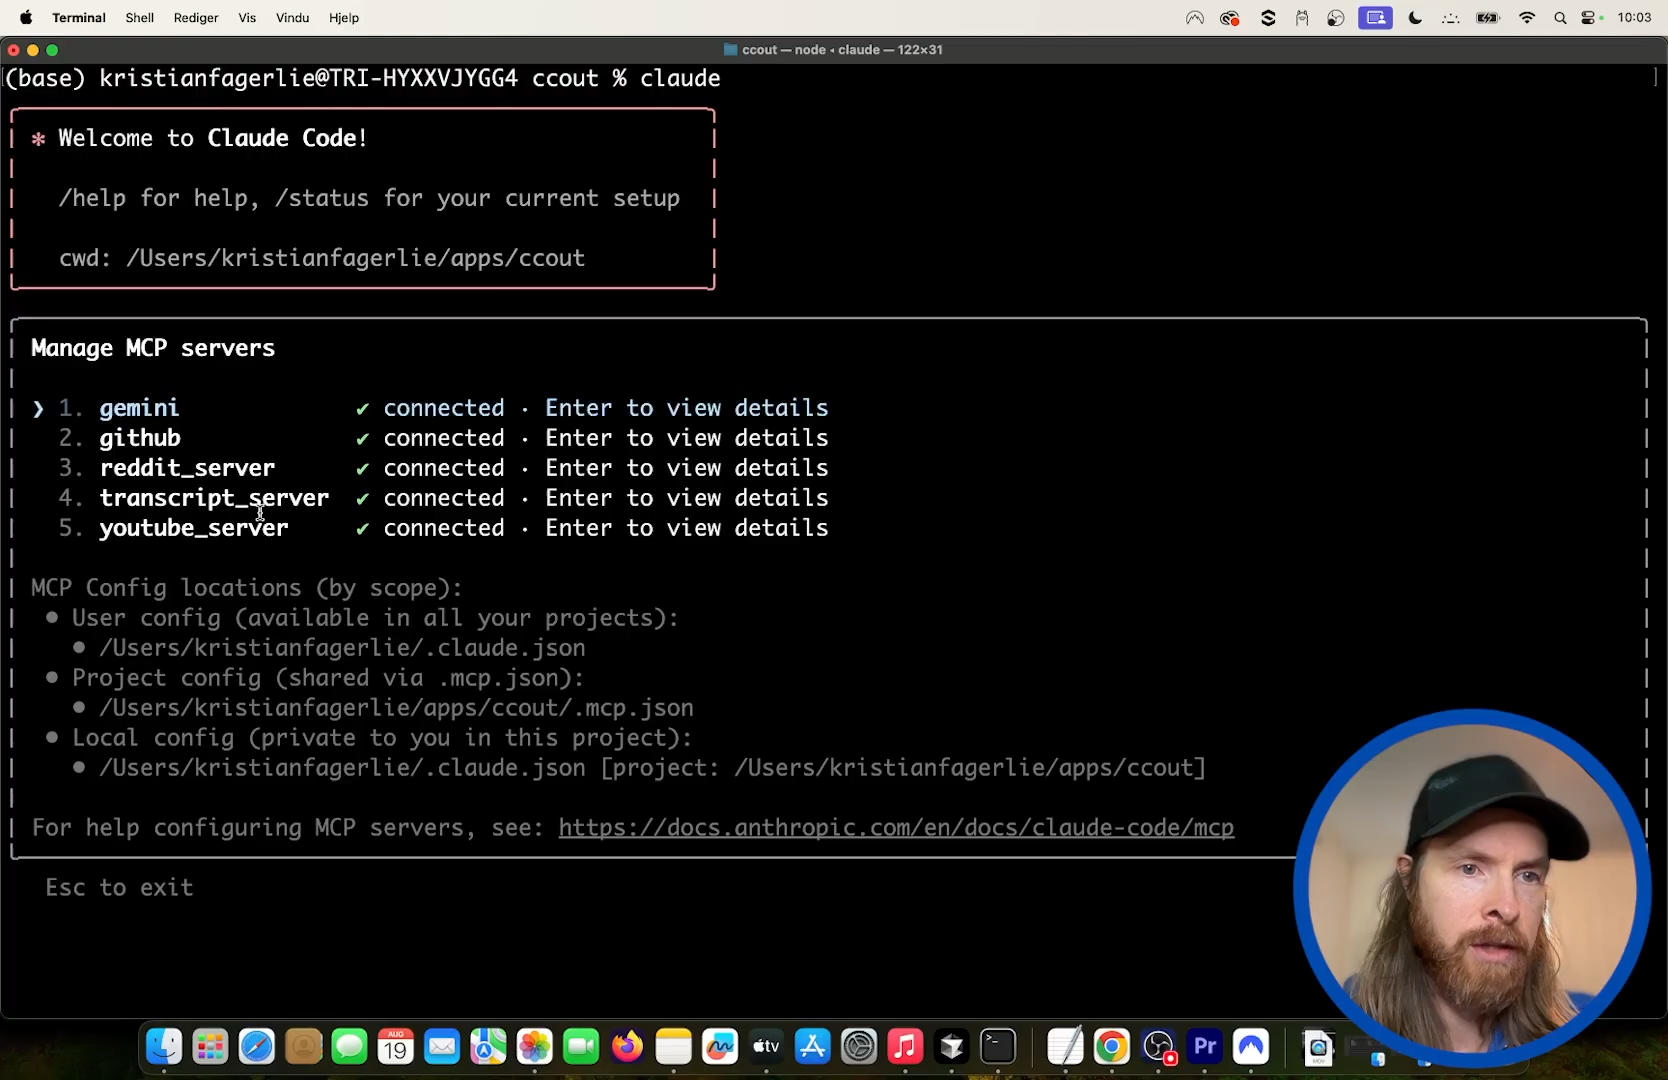 Terminal Shell Rediger Vis Vindu Hjelp 10:03
ccout — node ◂ claude — 122×31
(base) kristianfagerlie@TRI-HYXXVJYGG4 ccout % claude
✻ Welcome to Claude Code!
/help for help, /status for your current setup
cwd: /Users/kristianfagerlie/apps/ccout
Manage MCP servers
❯ 1. gemini ✔ connected · Enter to view details
2. github ✔ connected · Enter to view details
3. reddit_server ✔ connected · Enter to view details
4. transcript_server ✔ connected · Enter to view details
5. youtube_server ✔ connected · Enter to view details
MCP Config locations (by scope):
● User config (available in all your projects):
● /Users/kristianfagerlie/.claude.json
● Project config (shared via .mcp.json):
● /Users/kristianfagerlie/apps/ccout/.mcp.json
● Local config (private to you in this project):
● /Users/kristianfagerlie/.claude.json [project: /Users/kristianfagerlie/apps/ccout]
For help configuring MCP servers, see: https://docs.anthropic.com/en/docs/claude-code/mcp
Esc to exit
AUG
19
tv
Pr